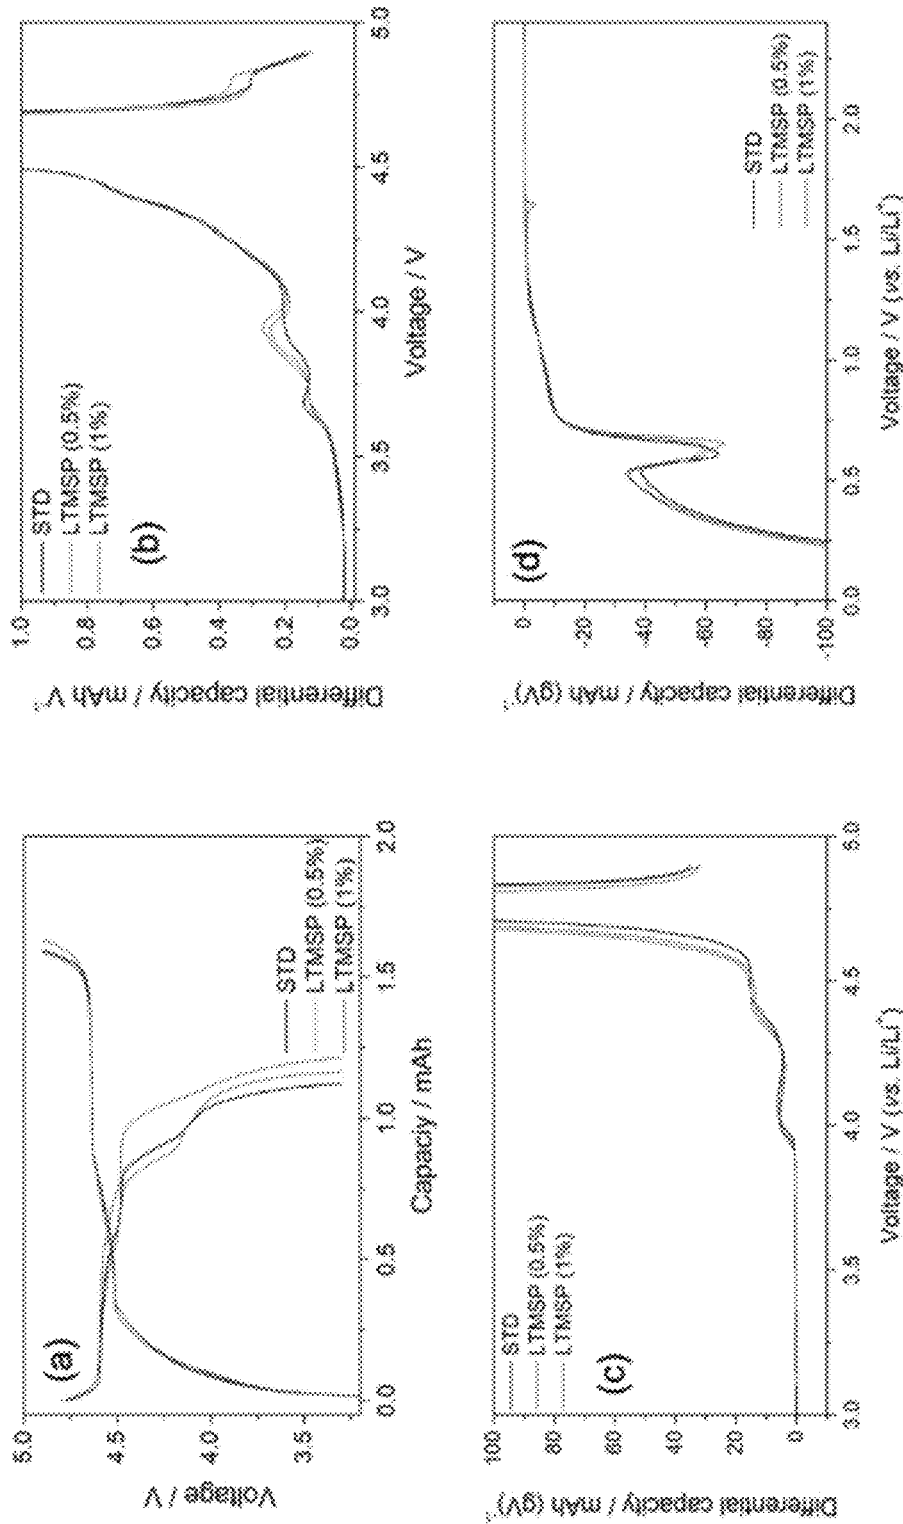 (a)
5.0
4.5
4.0
3.5
Voltage / V
0.0
0.5
1.0
1.5
2.0
Capaciy / mAh
STD
LTMSP (0.5%)
LTMSP (1%)
(b)
1.0
0.8
0.6
0.4
0.2
0.0
Differential capacity / mAh V⁻¹
3.0
3.5
4.0
4.5
5.0
Voltage / V
STD
LTMSP (0.5%)
LTMSP (1%)
(c)
100
80
60
40
20
0
Differential capacity / mAh (gV)⁻¹
3.0
3.5
4.0
4.5
5.0
Voltage / V (vs. Li/Li⁺)
STD
LTMSP (0.5%)
LTMSP (1%)
(d)
0
-20
-40
-60
-80
-100
Differential capacity / mAh (gV)⁻¹
0.0
0.5
1.0
1.5
2.0
Voltage / V (vs. Li/Li⁺)
STD
LTMSP (0.5%)
LTMSP (1%)